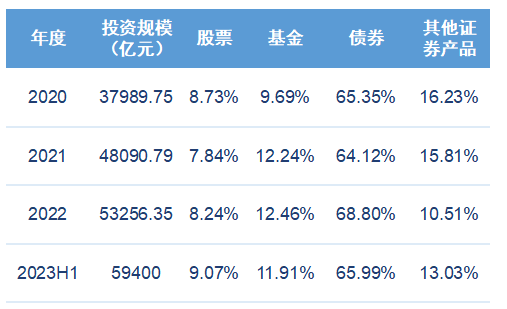 年度 投资规模（亿元） 股票 基金 债券 其他证券产品
2020 37989.75 8.73% 9.69% 65.35% 16.23%
2021 48090.79 7.84% 12.24% 64.12% 15.81%
2022 53256.35 8.24% 12.46% 68.80% 10.51%
2023H1 59400 9.07% 11.91% 65.99% 13.03%